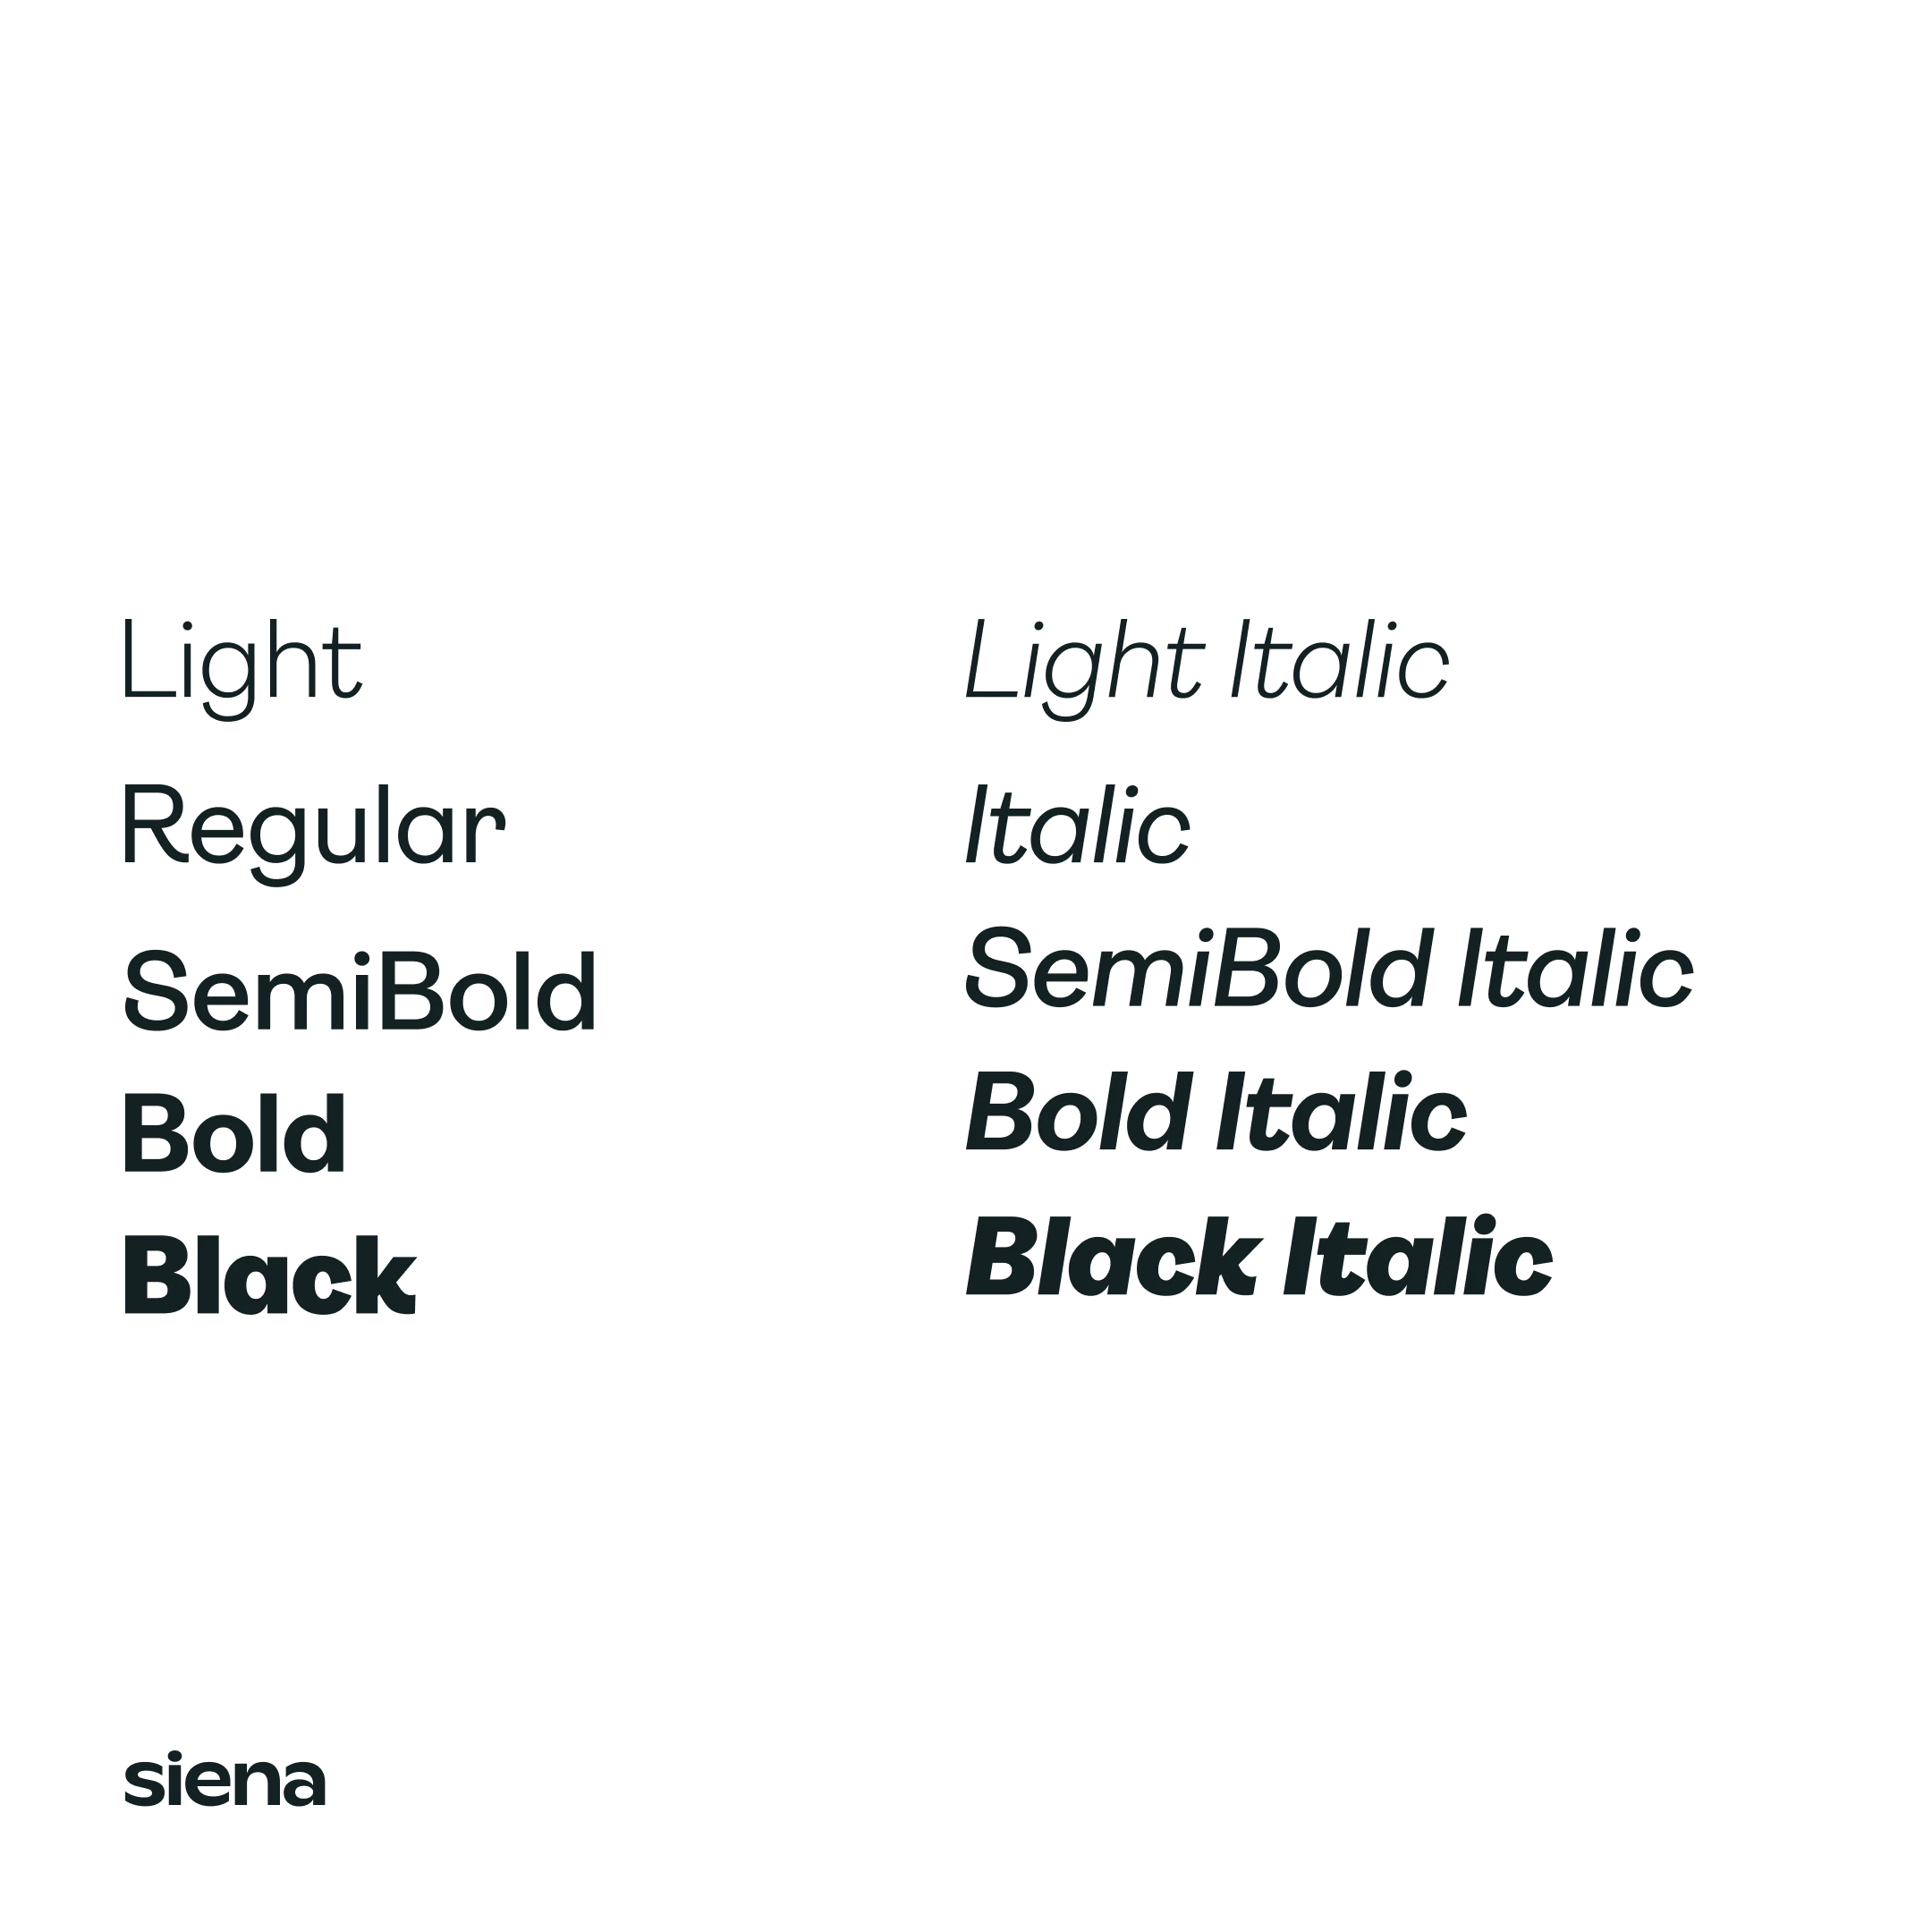 Light
Regular
SemiBold
Bold
Black
Light Italic
Italic
SemiBold Italic
Bold Italic
Black Italic
siena